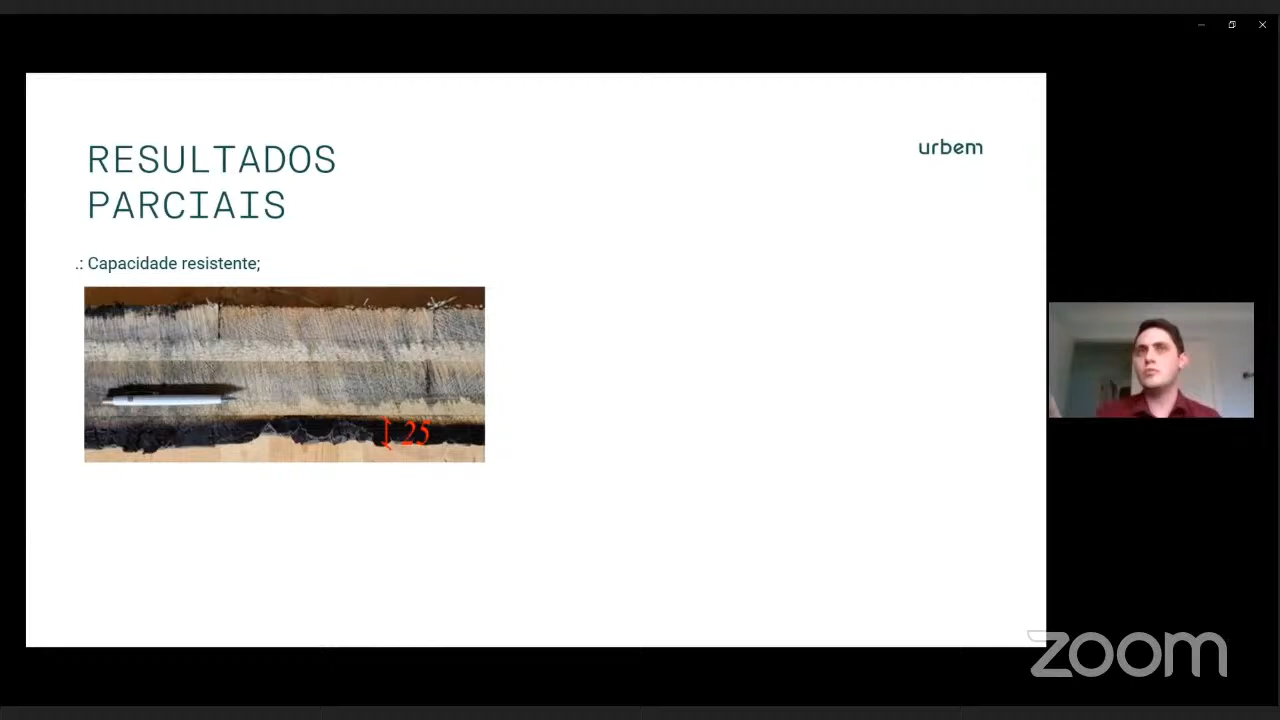 RESULTADOS
PARCIAIS
urbem
.: Capacidade resistente;
25
zoom